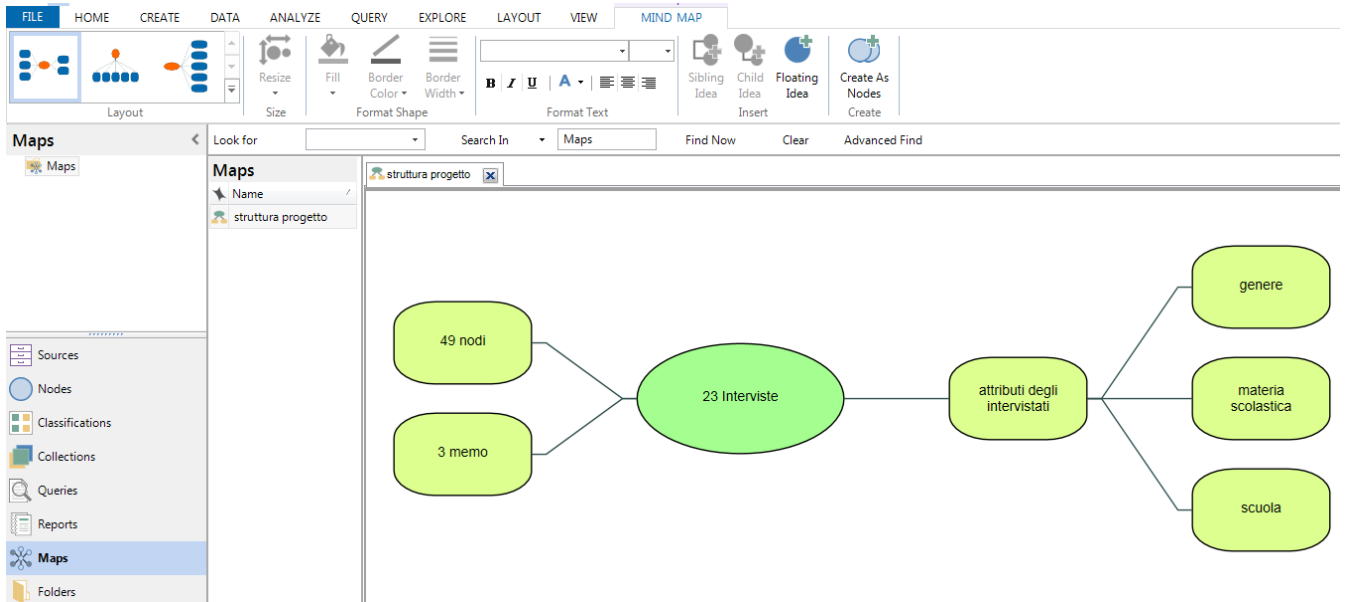 FILE HOME CREATE DATA ANALYZE QUERY EXPLORE LAYOUT VIEW MIND MAP
Resize
Fill
Border
Color
Border
Width
B I U A
Sibling
Idea
Child
Idea
Floating
Idea
Create As
Nodes
Layout
Size
Format Shape
Format Text
Insert
Create
Maps
Look for
Search In
Maps
Find Now
Clear
Advanced Find
Maps
Maps
Name
struttura progetto
struttura progetto
49 nodi
3 memo
23 Interviste
attributi degli
intervistati
genere
materia
scolastica
scuola
Sources
Nodes
Classifications
Collections
Queries
Reports
Maps
Folders